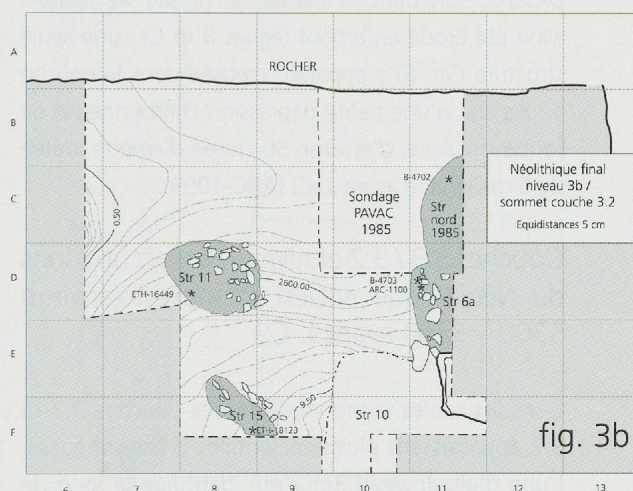 A
ROCHER
B
B-4702
Néolithique final
niveau 3b /
sommet couche 3.2
Equidistances 5 cm
C
0.50
Sondage
PAVAC
1985
Str
nord
1985
D
Str 11
ETH-16449
2600.00
B-4703
ARC-1100
Str 6a
E
9.50
Str 15
Str 10
F
ETH-18123
fig. 3b
6 7 8 9 10 11 12 13